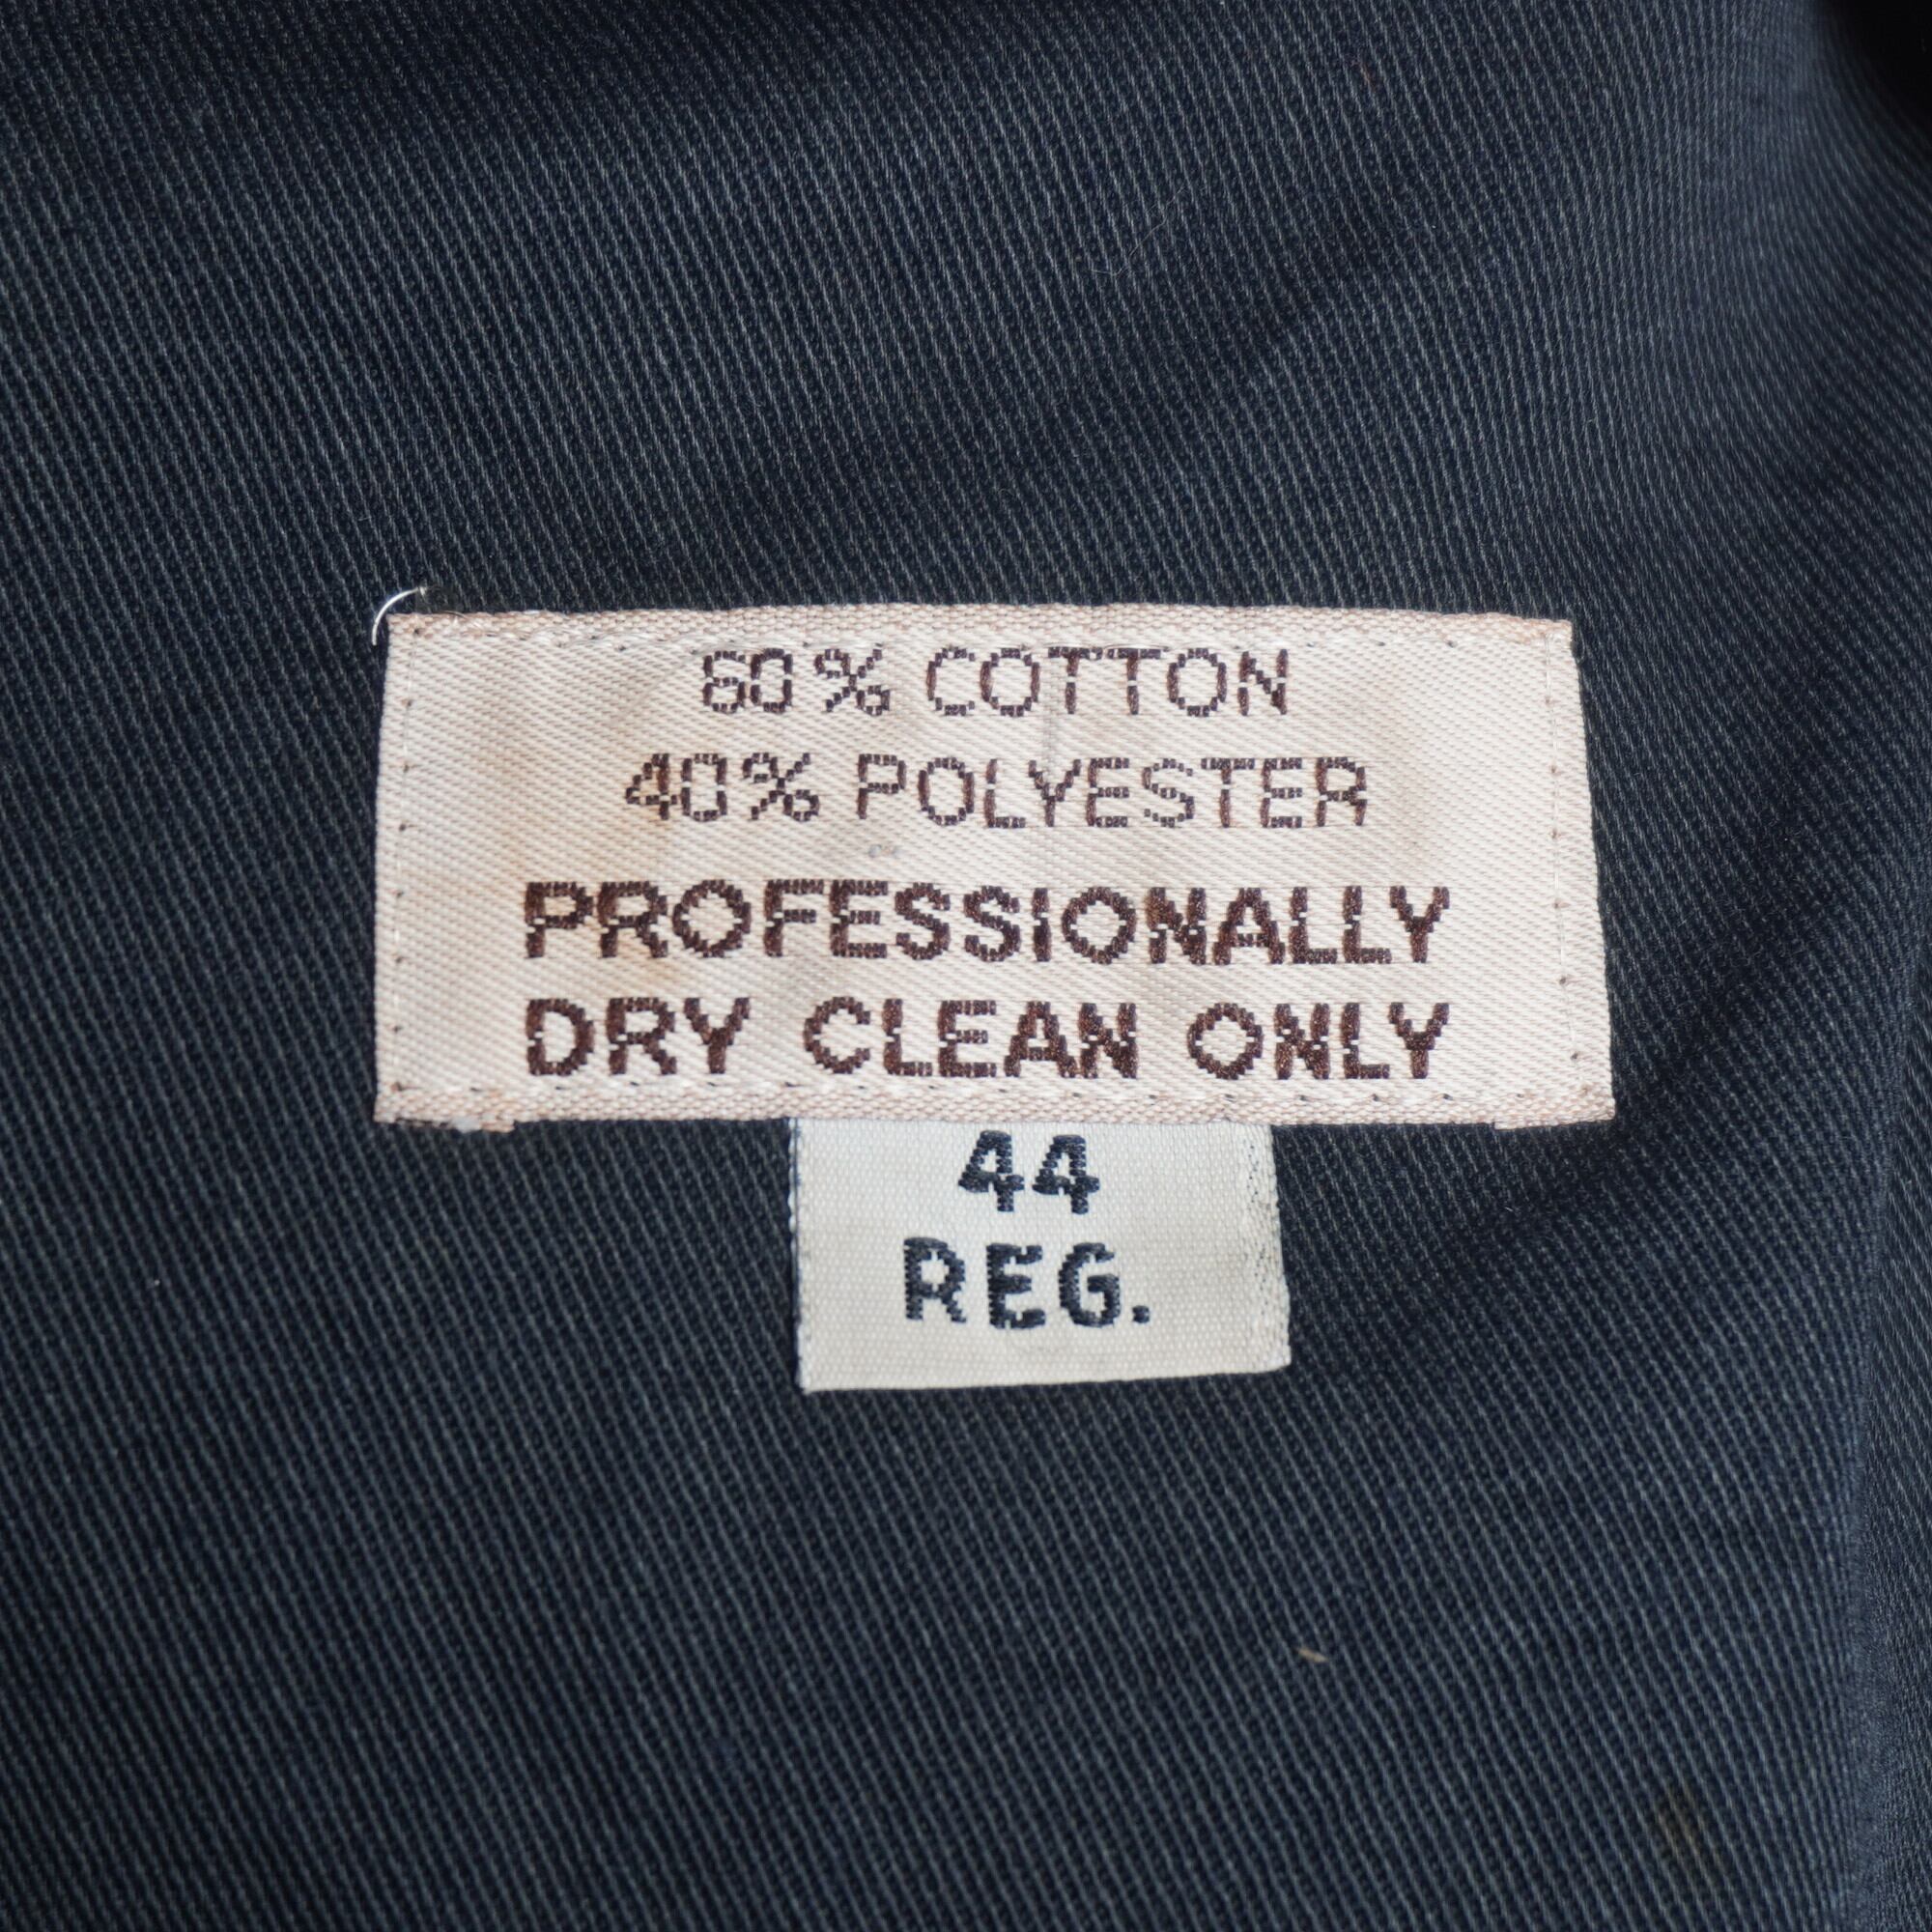 60% COTTON
40% POLYESTER
PROFESSIONALLY
DRY CLEAN ONLY
44
REG.